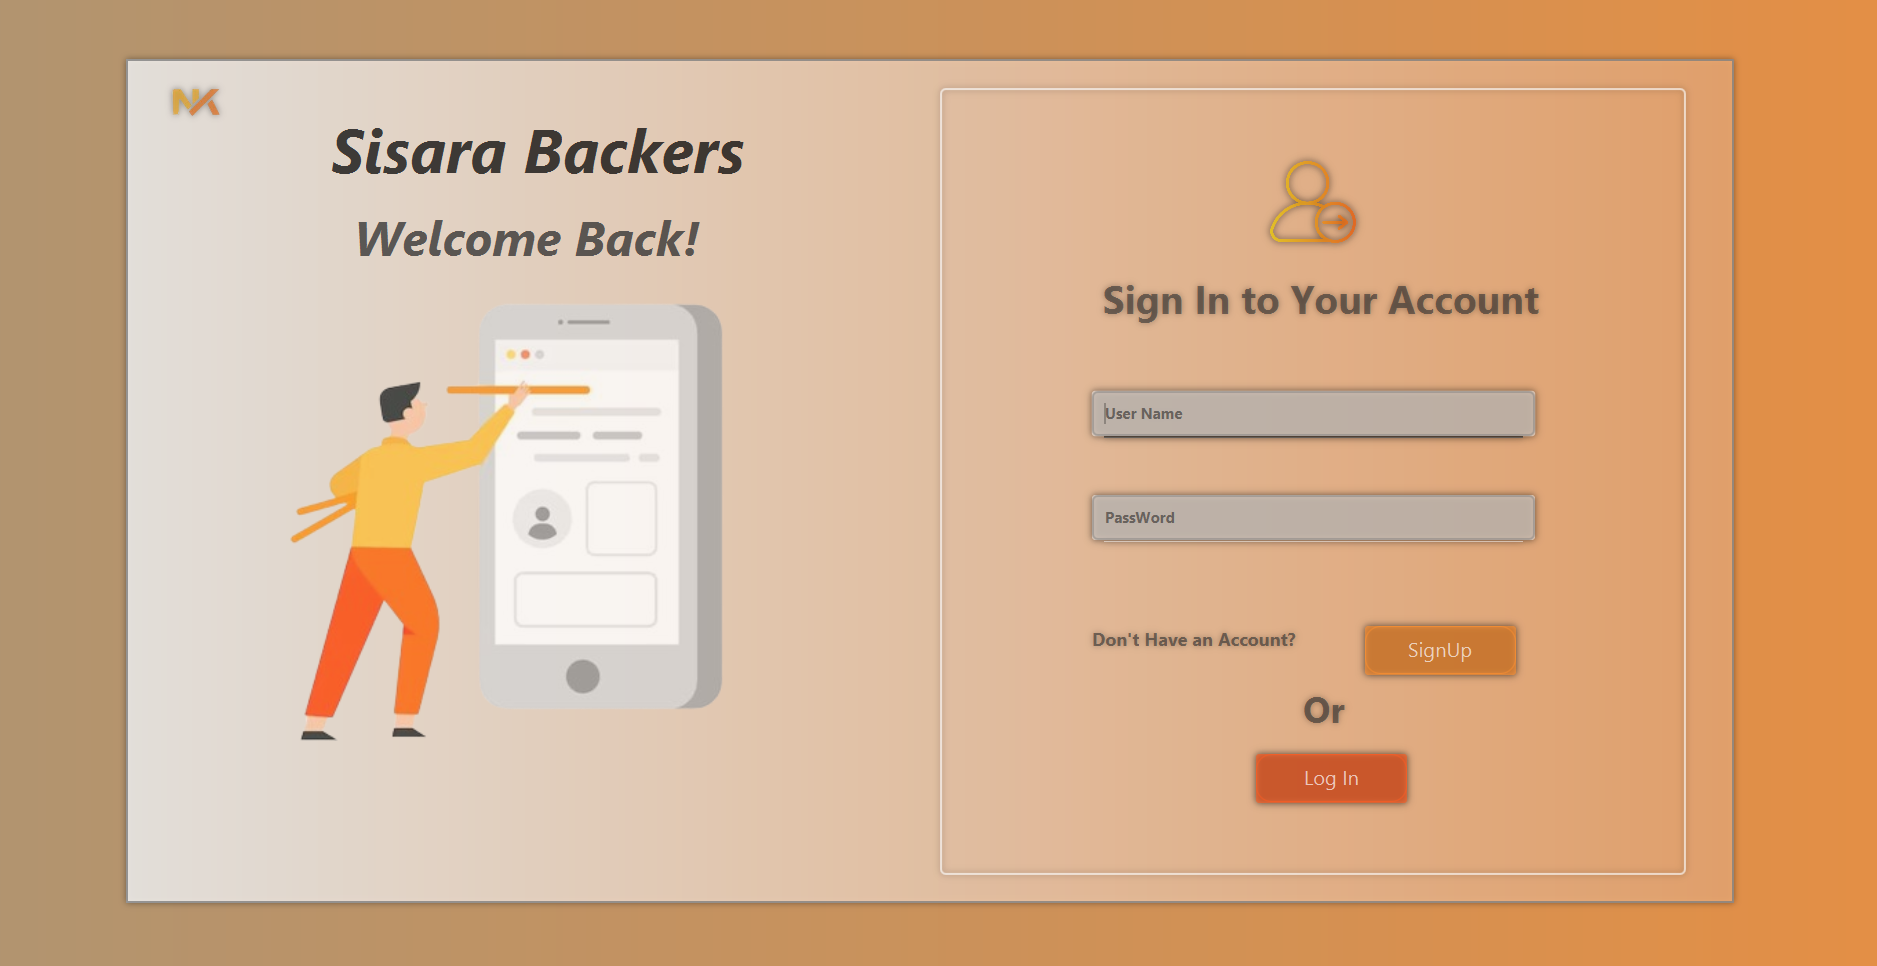 NK
Sisara Backers
Welcome Back!
Sign In to Your Account
User Name
PassWord
Don't Have an Account?
SignUp
Or
Log In